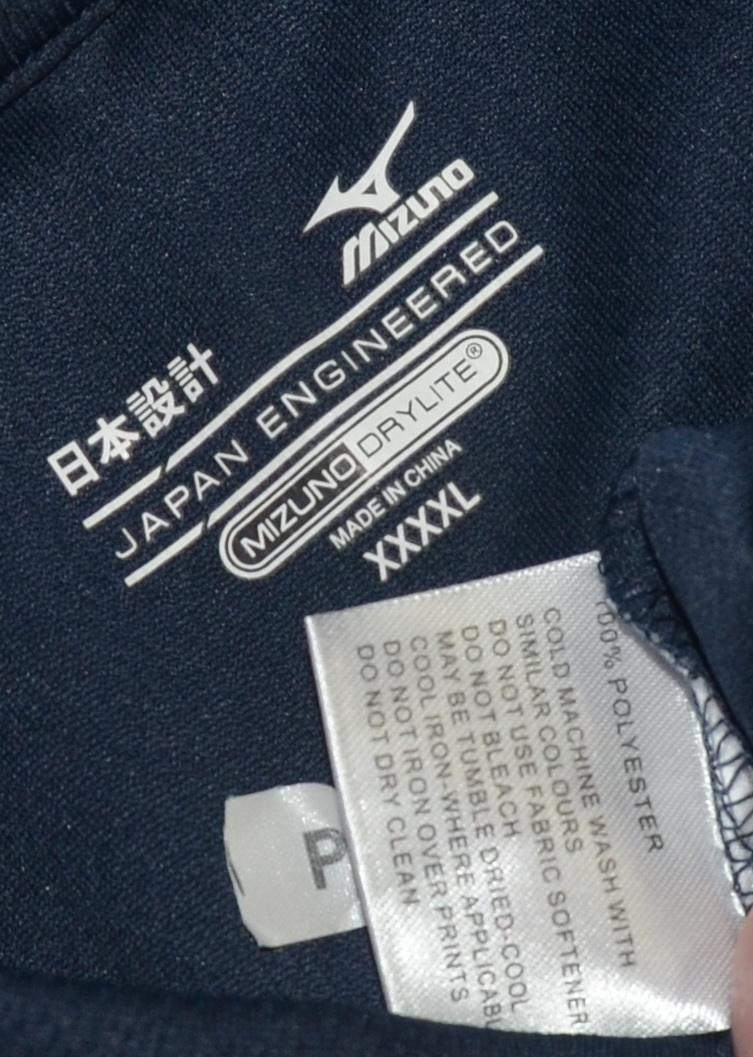 MIZUNO
日本設計
JAPAN ENGINEERED
MIZUNO DRYLITE®
MADE IN CHINA
XXXXL
100% POLYESTER
COLD MACHINE WASH WITH
SIMILAR COLOURS
DO NOT USE FABRIC SOFTENER
DO NOT BLEACH
MAY BE TUMBLE DRIED-COOL
COOL IRON-WHERE APPLICABL
DO NOT IRON OVER PRINTS
DO NOT DRY CLEAN